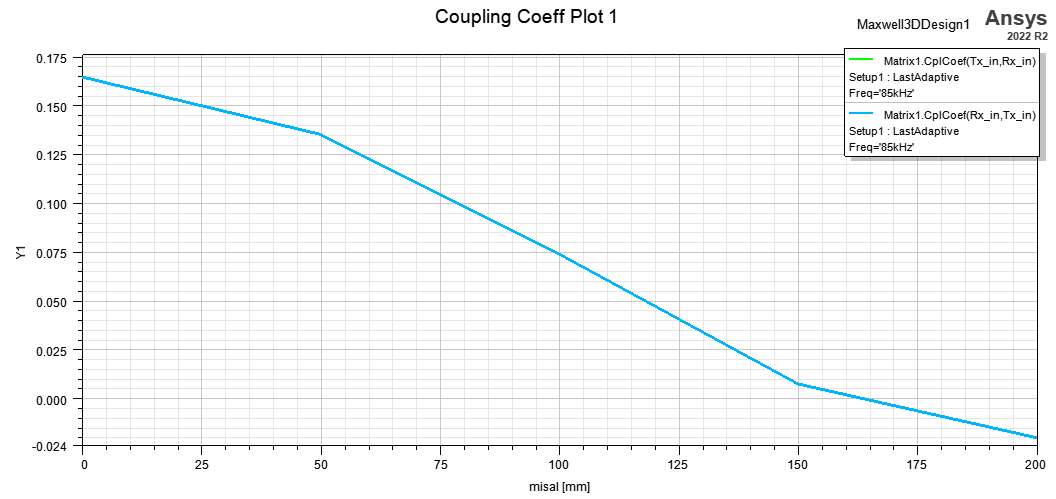 Coupling Coeff Plot 1
Maxwell3DDesign1
Ansys
2022 R2
Matrix1.CplCoef(Tx_in,Rx_in)
Setup1 : LastAdaptive
Freq='85kHz'
Matrix1.CplCoef(Rx_in,Tx_in)
Setup1 : LastAdaptive
Freq='85kHz'
0.175
0.150
0.125
0.100
0.075
0.050
0.025
0.000
-0.024
Y1
0 25 50 75 100 125 150 175 200
misal [mm]